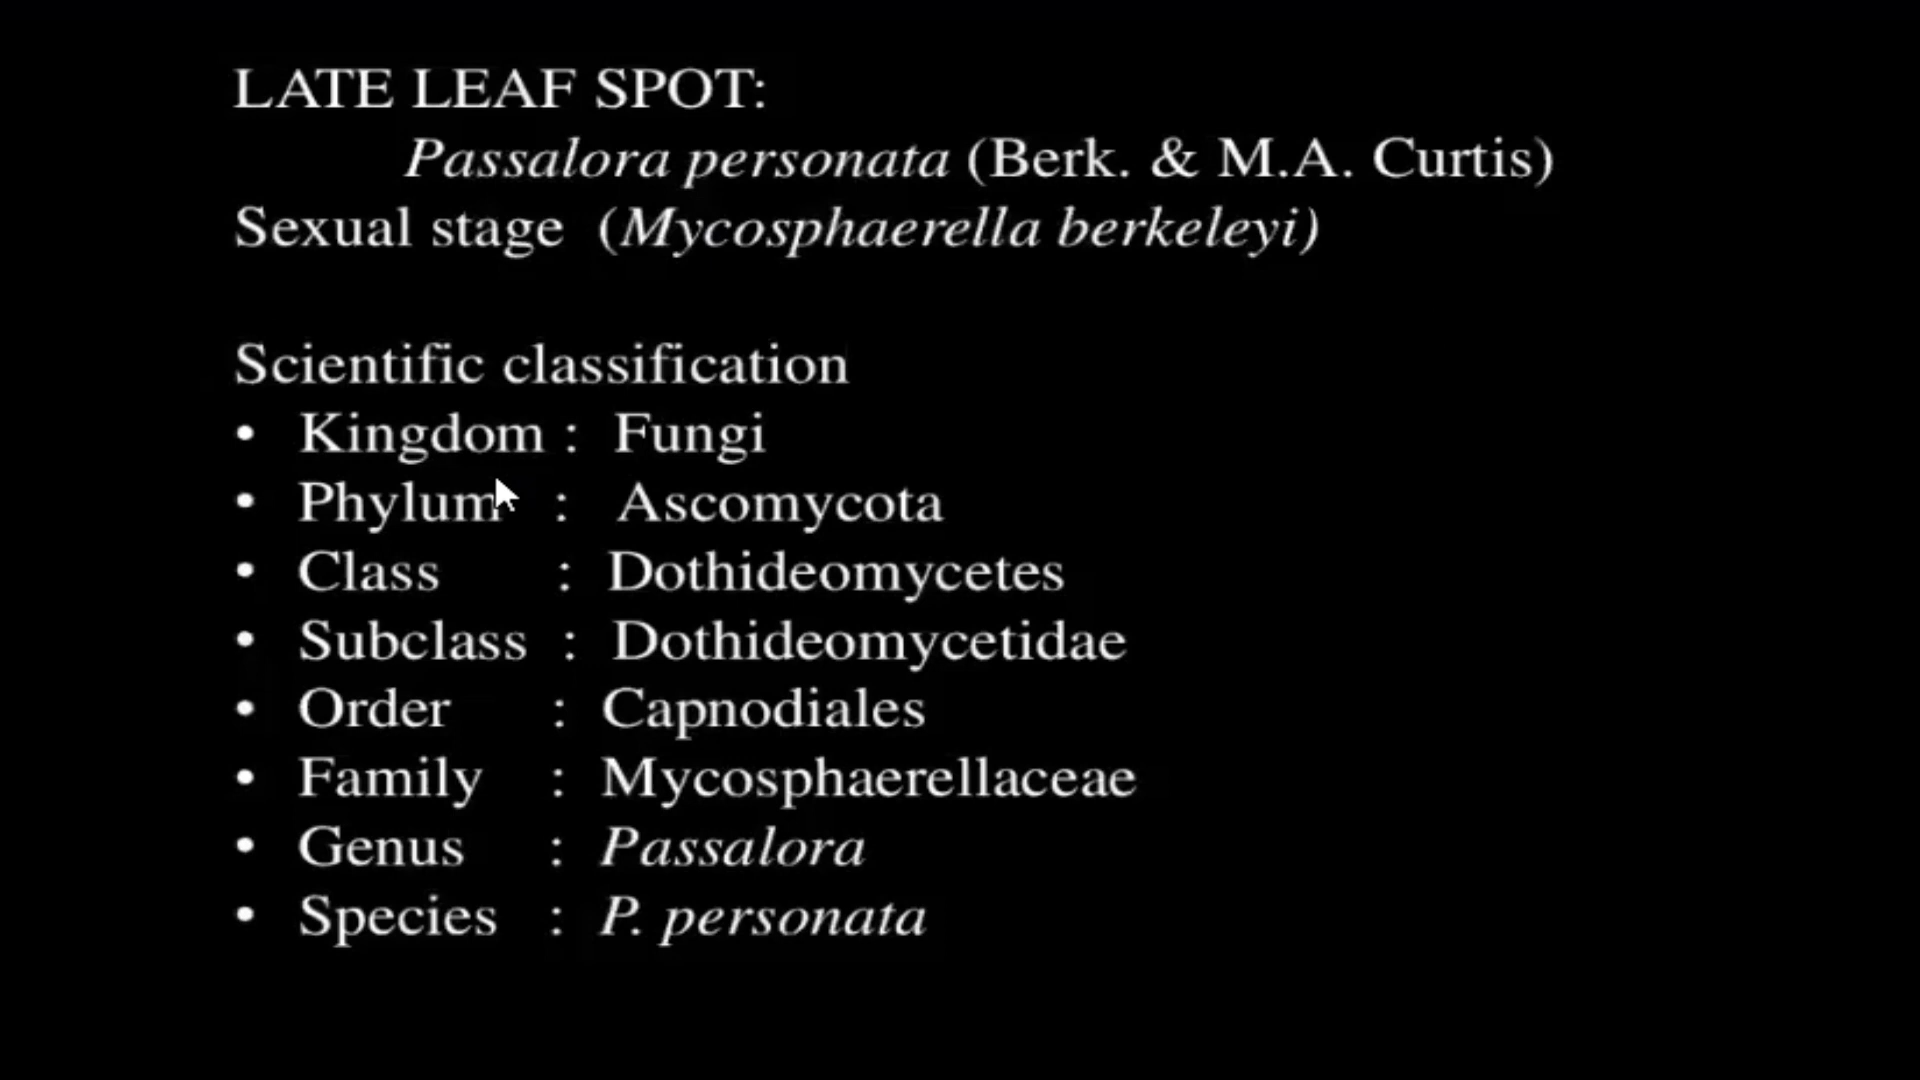 LATE LEAF SPOT:
Passalora personata (Berk. & M.A. Curtis)
Sexual stage (Mycosphaerella berkeleyi)
Scientific classification
• Kingdom : Fungi
• Phylum : Ascomycota
• Class : Dothideomycetes
• Subclass : Dothideomycetidae
• Order : Capnodiales
• Family : Mycosphaerellaceae
• Genus : Passalora
• Species : P. personata